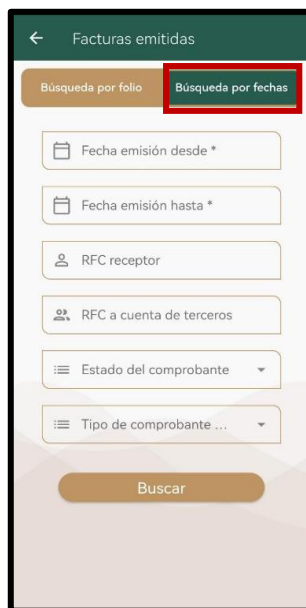 Facturas emitidas
Búsqueda por folio
Búsqueda por fechas
Fecha emisión desde *
Fecha emisión hasta *
RFC receptor
RFC a cuenta de terceros
Estado del comprobante
Tipo de comprobante ...
Buscar